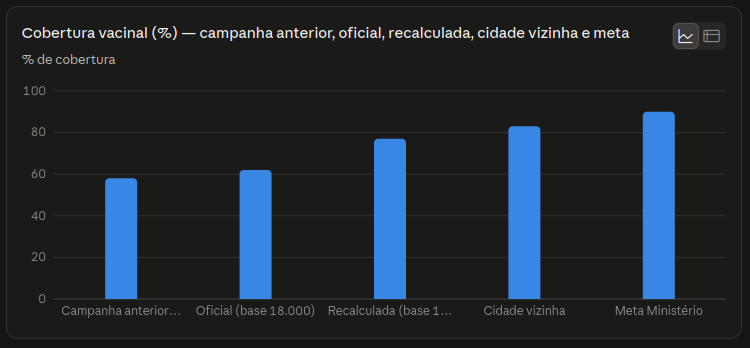 Cobertura vacinal (%) — campanha anterior, oficial, recalculada, cidade vizinha e meta
% de cobertura
100
80
60
40
20
0
Campanha anterior... Oficial (base 18.000) Recalculada (base 1... Cidade vizinha Meta Ministério